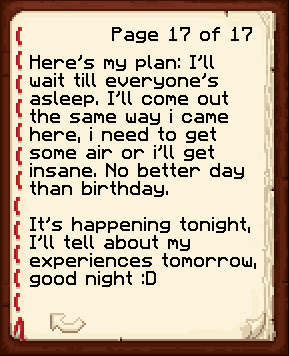 Page 17 of 17
Here's my plan: I'll
wait till everyone's
asleep. I'll come out
the same way i came
here, i need to get
some air or i'll get
insane. No better day
than birthday.
It's happening tonight,
I'll tell about my
experiences tomorrow,
good night :D